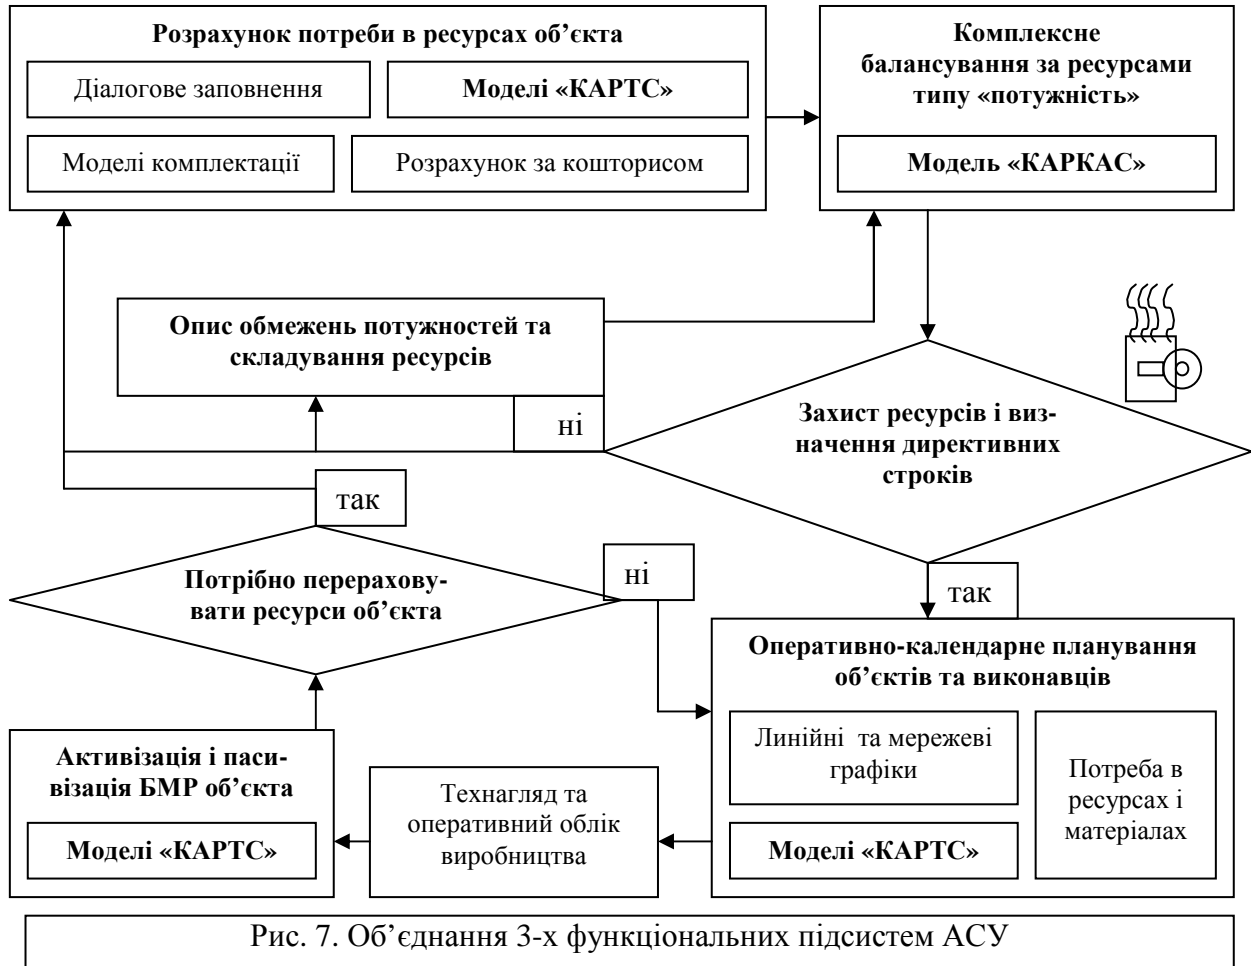 Розрахунок потреби в ресурсах об’єкта
Діалогове заповнення
Моделі «КАРТС»
Моделі комплектації
Розрахунок за кошторисом
Комплексне
балансування за ресурсами
типу «потужність»
Модель «КАРКАС»
Опис обмежень потужностей та
складування ресурсів
ні
Захист ресурсів і виз-
начення директивних
строків
так
Потрібно перерахову-
вати ресурси об’єкта
ні
так
Оперативно-календарне планування
об’єктів та виконавців
Линійні та мережеві
графіки
Моделі «КАРТС»
Потреба в
ресурсах і
матеріалах
Технагляд та
оперативний облік
виробництва
Активізація і паси-
візація БМР об’єкта
Моделі «КАРТС»
Рис. 7. Об’єднання 3-х функціональних підсистем АСУ